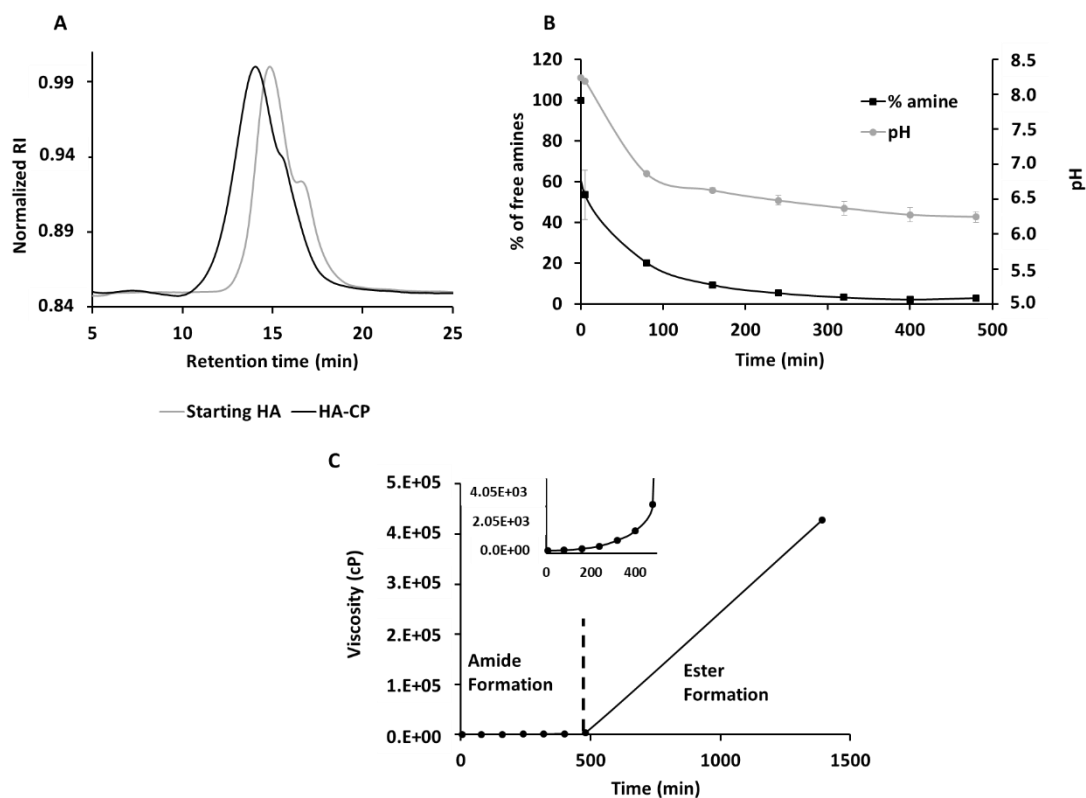 A
Normalized RI
0.99
0.94
0.89
0.84
5 10 15 20 25
Retention time (min)
Starting HA HA-CP
B
% of free amines
120
100
80
60
40
20
0
% amine
pH
8.5
8.0
7.5
7.0
6.5
6.0
5.5
5.0
pH
0 100 200 300 400 500
Time (min)
C
Viscosity (cP)
5.E+05
4.E+05
3.E+05
2.E+05
1.E+05
0.E+00
4.05E+03
2.05E+03
0.0E+00
0 200 400
Amide
Formation
Ester
Formation
0 500 1000 1500
Time (min)